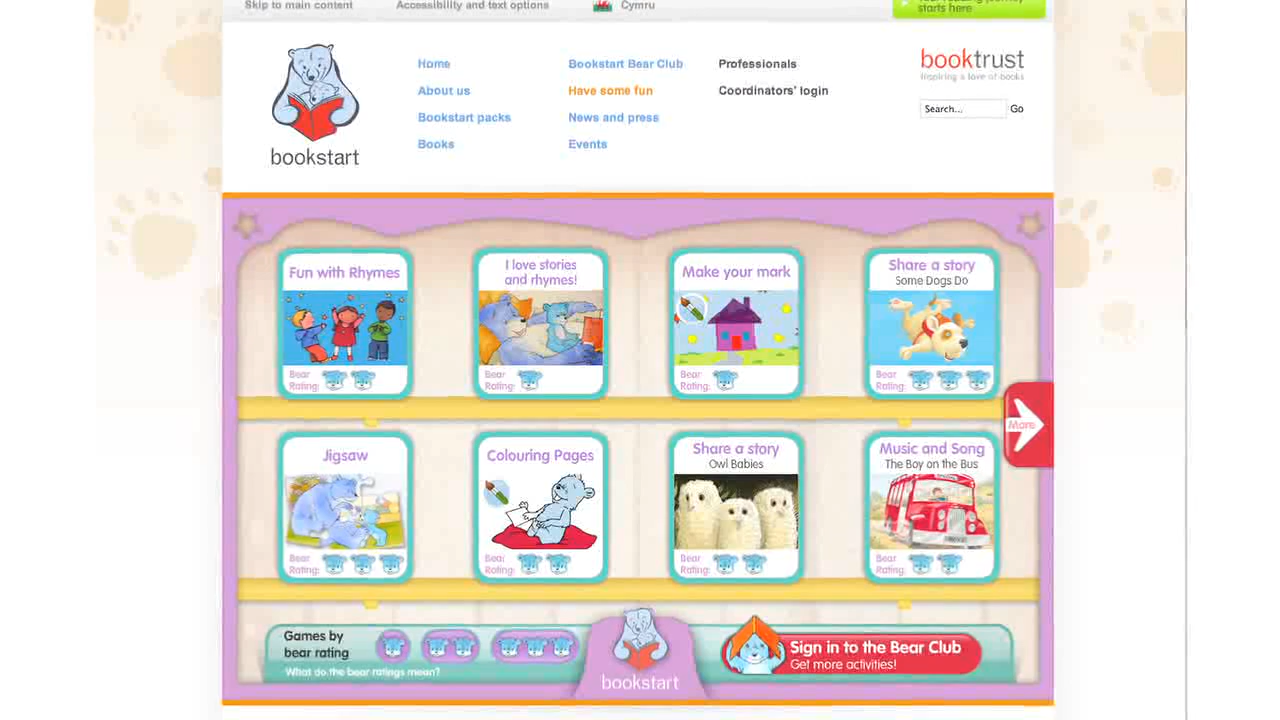 Skip to main content
Accessibility and text options
Cymru
Your reading journey
starts here
Home
About us
Bookstart packs
Books
Bookstart Bear Club
Have some fun
News and press
Events
Professionals
Coordinators' login
booktrust
inspiring a love of books
Search...
Go
bookstart
Fun with Rhymes
Bear
Rating:
I love stories
and rhymes!
Bear
Rating:
Make your mark
Bear
Rating:
Share a story
Some Dogs Do
Bear
Rating:
More
Jigsaw
Bear
Rating:
Colouring Pages
Bear
Rating:
Share a story
Owl Babies
Bear
Rating:
Music and Song
The Boy on the Bus
Bear
Rating:
Games by
bear rating
What do the bear ratings mean?
bookstart
Sign in to the Bear Club
Get more activities!